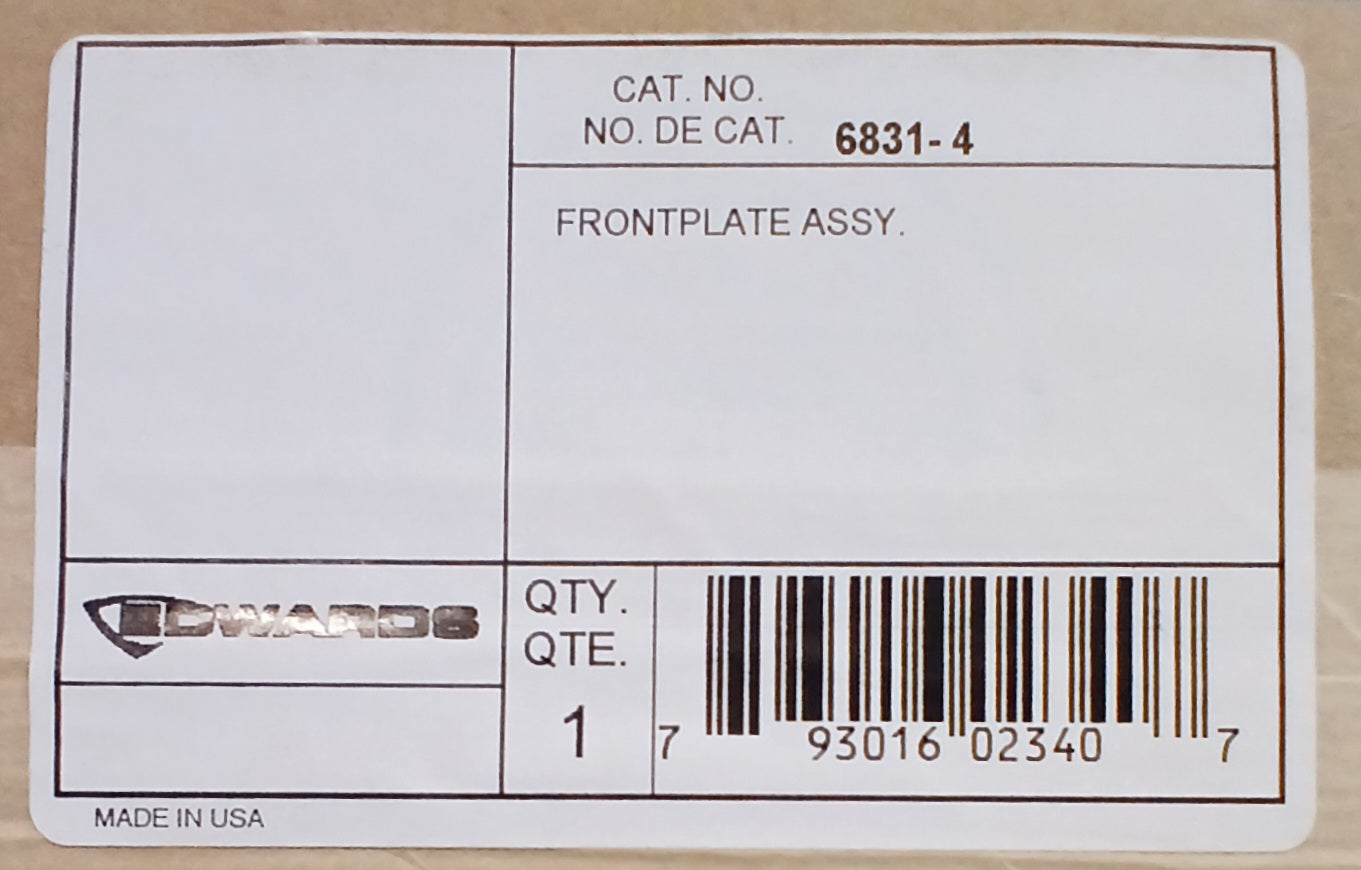 CAT. NO.
NO. DE CAT. 6831-4
FRONTPLATE ASSY.
EDWARDS
QTY.
QTE.
1
7 93016 02340 7
MADE IN USA